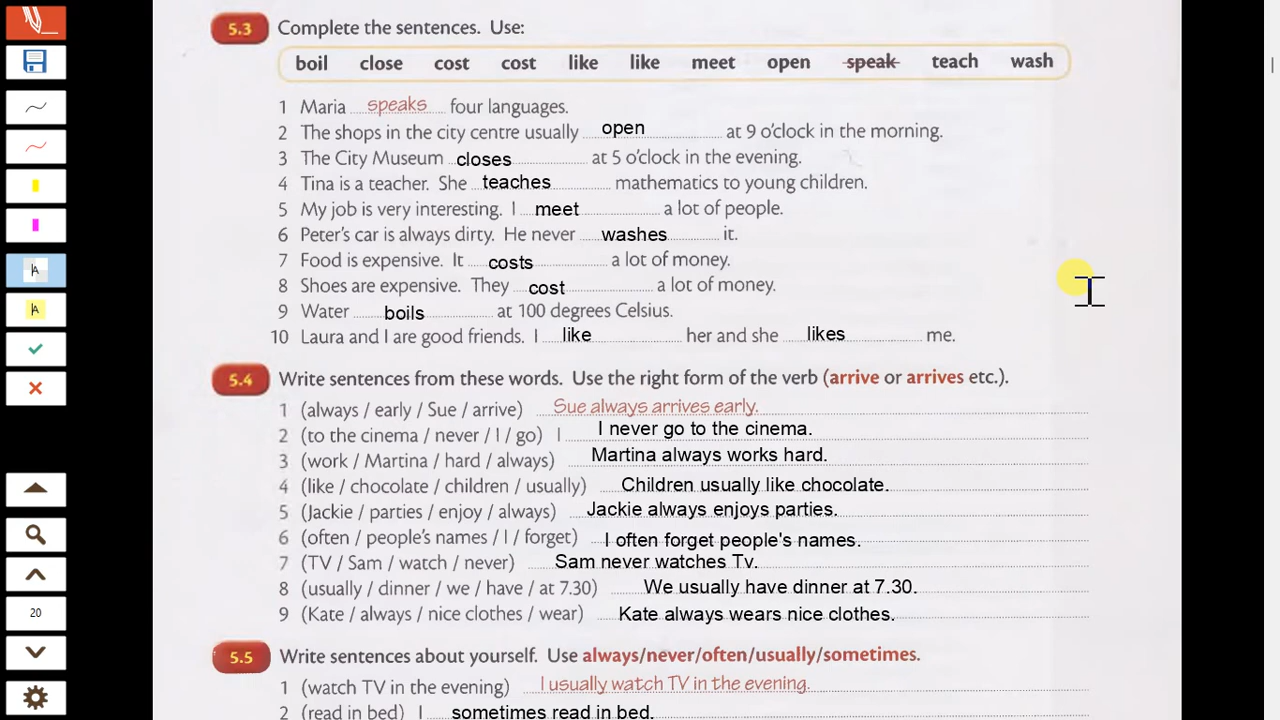 5.3 Complete the sentences. Use:
boil close cost cost like like meet open speak teach wash
1 Maria speaks four languages.
2 The shops in the city centre usually open at 9 o'clock in the morning.
3 The City Museum closes at 5 o'clock in the evening.
4 Tina is a teacher. She teaches mathematics to young children.
5 My job is very interesting. I meet a lot of people.
6 Peter's car is always dirty. He never washes it.
7 Food is expensive. It costs a lot of money.
8 Shoes are expensive. They cost a lot of money.
9 Water boils at 100 degrees Celsius.
10 Laura and I are good friends. I like her and she likes me.
5.4 Write sentences from these words. Use the right form of the verb (arrive or arrives etc.).
1 (always / early / Sue / arrive) Sue always arrives early.
2 (to the cinema / never / I / go) I I never go to the cinema.
3 (work / Martina / hard / always) Martina always works hard.
4 (like / chocolate / children / usually) Children usually like chocolate.
5 (Jackie / parties / enjoy / always) Jackie always enjoys parties.
6 (often / people's names / I / forget) I often forget people's names.
7 (TV / Sam / watch / never) Sam never watches Tv.
8 (usually / dinner / we / have / at 7.30) We usually have dinner at 7.30.
9 (Kate / always / nice clothes / wear) Kate always wears nice clothes.
20
5.5 Write sentences about yourself. Use always/never/often/usually/sometimes.
1 (watch TV in the evening) I usually watch TV in the evening.
2 (read in bed) I sometimes read in bed.